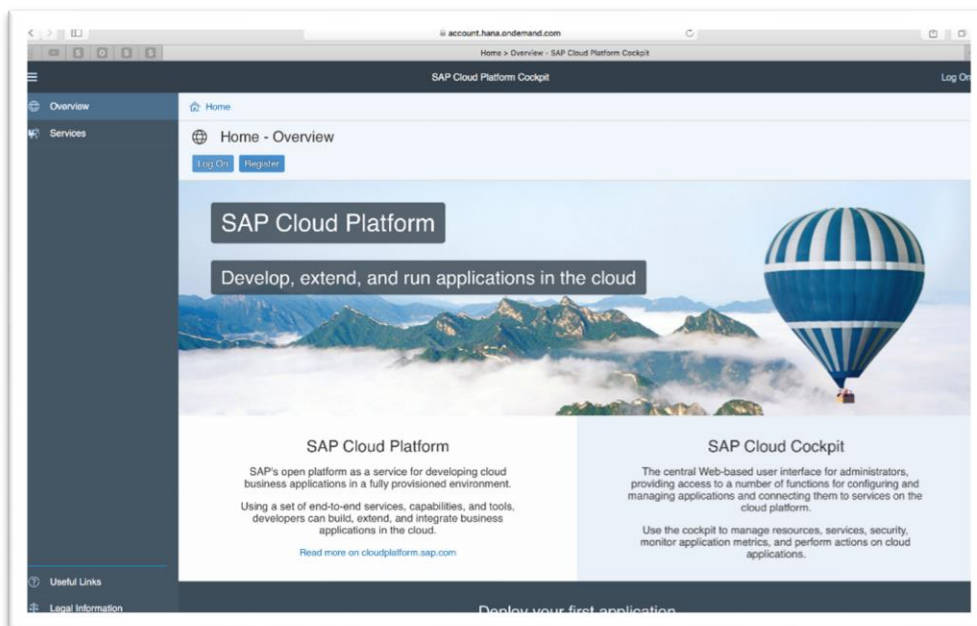 account.hana.ondemand.com
Home > Overview - SAP Cloud Platform Cockpit
SAP Cloud Platform Cockpit
Log On
Overview
Services
Home
Home - Overview
Log On
Register
SAP Cloud Platform
Develop, extend, and run applications in the cloud
SAP Cloud Platform
SAP's open platform as a service for developing cloud
business applications in a fully provisioned environment.
Using a set of end-to-end services, capabilities, and tools,
developers can build, extend, and integrate business
applications in the cloud.
Read more on cloudplatform.sap.com
SAP Cloud Cockpit
The central Web-based user interface for administrators,
providing access to a number of functions for configuring and
managing applications and connecting them to services on the
cloud platform.
Use the cockpit to manage resources, services, security,
monitor application metrics, and perform actions on cloud
applications.
Useful Links
Legal Information
Deploy your first application